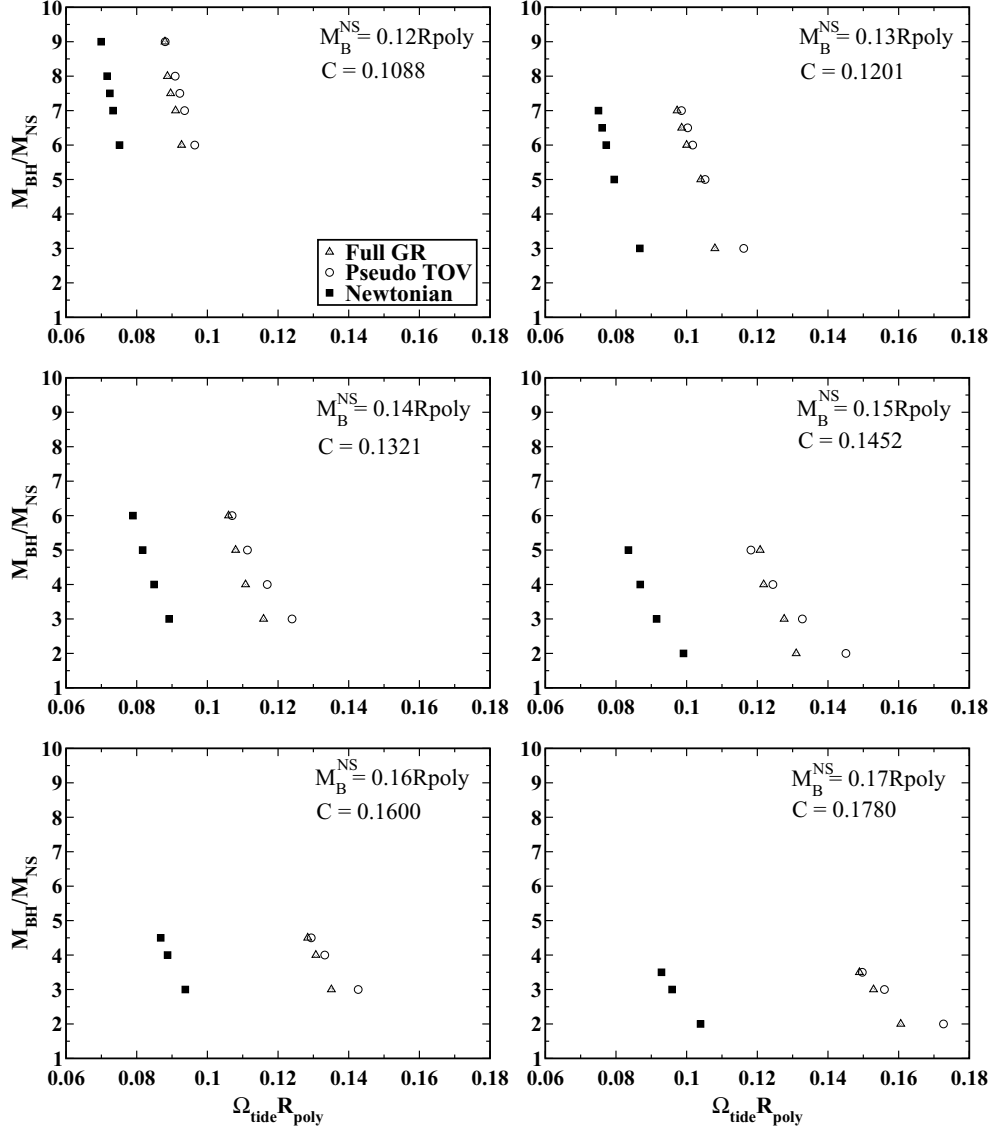 10
9
8
7
6
5
4
3
2
1
M_BH/M_NS
M_B^NS = 0.12Rpoly
C = 0.1088
Full GR
Pseudo TOV
Newtonian
0.06 0.08 0.1 0.12 0.14 0.16 0.18
10
9
8
7
6
5
4
3
2
1
M_B^NS = 0.13Rpoly
C = 0.1201
0.06 0.08 0.1 0.12 0.14 0.16 0.18
10
9
8
7
6
5
4
3
2
1
M_BH/M_NS
M_B^NS = 0.14Rpoly
C = 0.1321
0.06 0.08 0.1 0.12 0.14 0.16 0.18
10
9
8
7
6
5
4
3
2
1
M_B^NS = 0.15Rpoly
C = 0.1452
0.06 0.08 0.1 0.12 0.14 0.16 0.18
10
9
8
7
6
5
4
3
2
1
M_BH/M_NS
M_B^NS = 0.16Rpoly
C = 0.1600
0.06 0.08 0.1 0.12 0.14 0.16 0.18
Ω_tide R_poly
10
9
8
7
6
5
4
3
2
1
M_B^NS = 0.17Rpoly
C = 0.1780
0.06 0.08 0.1 0.12 0.14 0.16 0.18
Ω_tide R_poly